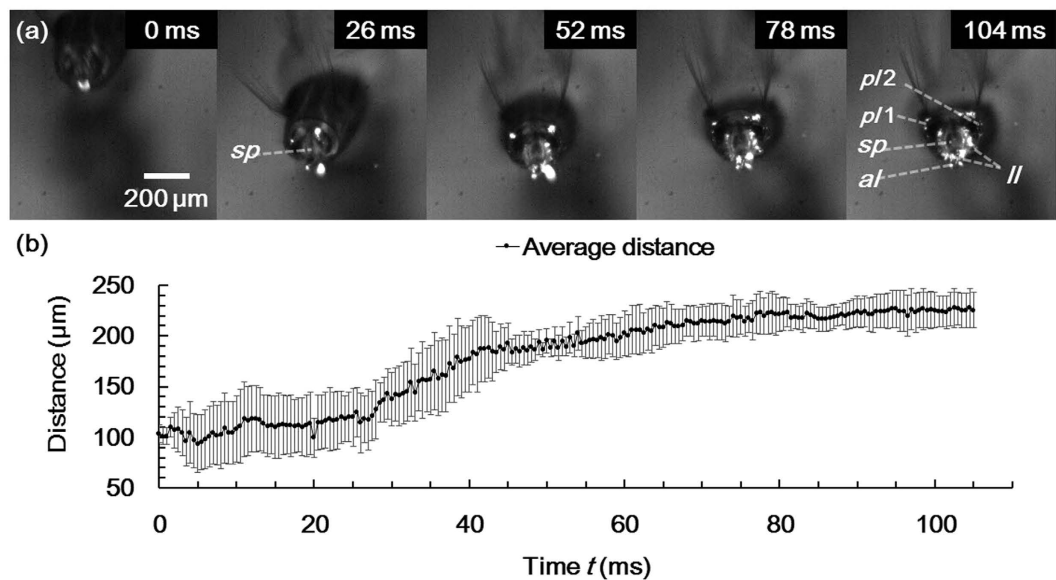 (a)
0 ms
26 ms
52 ms
78 ms
104 ms
pl2
pl1
sp
sp
al
ll
200 µm
(b)
Average distance
250
200
150
100
50
Distance (µm)
0
20
40
60
80
100
Time t (ms)